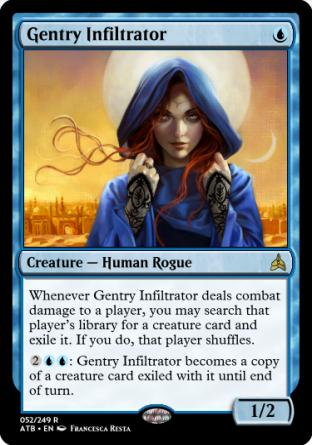 Gentry Infiltrator
Creature — Human Rogue
Whenever Gentry Infiltrator deals combat
damage to a player, you may search that
player's library for a creature card and
exile it. If you do, that player shuffles.
2: Gentry Infiltrator becomes a copy
of a creature card exiled with it until end
of turn.
1/2
052/249 R
ATB • EN Francesca Resta